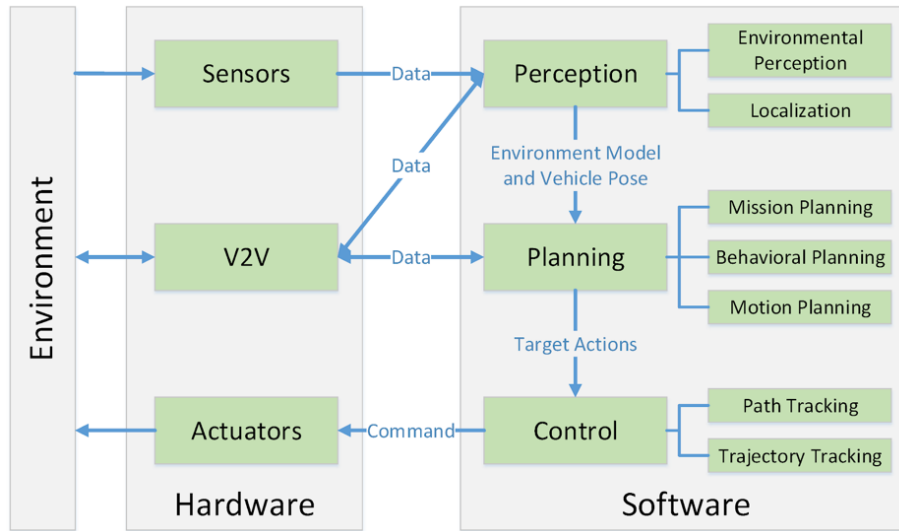 Environment
Sensors
Data
Perception
Environmental
Perception
Localization
Data
Environment Model
and Vehicle Pose
V2V
Data
Planning
Mission Planning
Behavioral Planning
Motion Planning
Target Actions
Actuators
Command
Control
Path Tracking
Trajectory Tracking
Hardware
Software